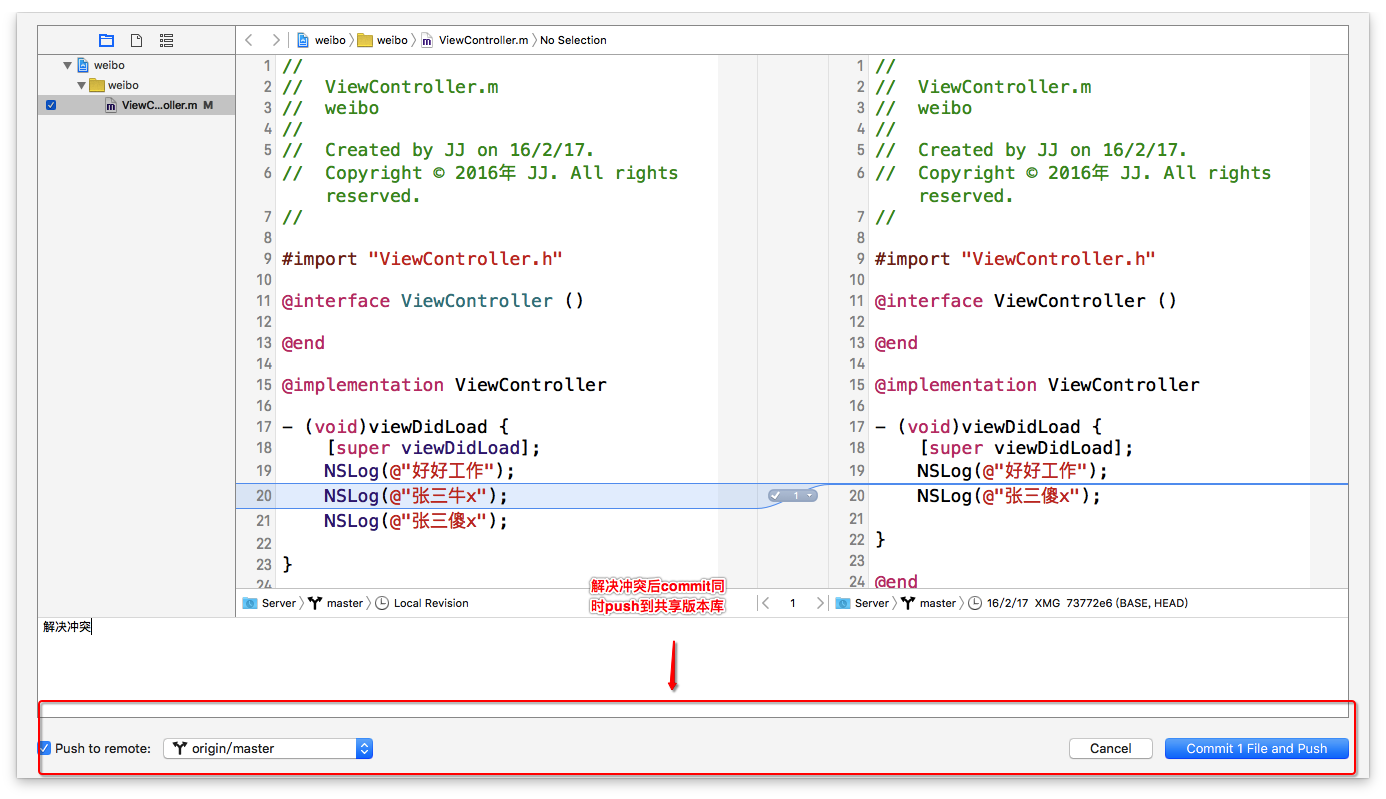 weibo 〉 weibo 〉 ViewController.m 〉 No Selection
weibo
weibo
ViewC...oller.m M
1 //
2 //  ViewController.m
3 //  weibo
4 //
5 //  Created by JJ on 16/2/17.
6 //  Copyright © 2016年 JJ. All rights
reserved.
7 //
8
9 #import "ViewController.h"
10
11 @interface ViewController ()
12
13 @end
14
15 @implementation ViewController
16
17 - (void)viewDidLoad {
18     [super viewDidLoad];
19     NSLog(@"好好工作");
20     NSLog(@"张三牛x");
21     NSLog(@"张三傻x");
22
23 }
24
1
1 //
2 //  ViewController.m
3 //  weibo
4 //
5 //  Created by JJ on 16/2/17.
6 //  Copyright © 2016年 JJ. All rights
reserved.
7 //
8
9 #import "ViewController.h"
10
11 @interface ViewController ()
12
13 @end
14
15 @implementation ViewController
16
17 - (void)viewDidLoad {
18     [super viewDidLoad];
19     NSLog(@"好好工作");
20     NSLog(@"张三傻x");
21
22 }
23
24 @end
解决冲突后commit同
时push到共享版本库
Server 〉 master 〉 Local Revision
1
Server 〉 master 〉 16/2/17 XMG 73772e6 (BASE, HEAD)
解决冲突
Push to remote: origin/master
Cancel
Commit 1 File and Push